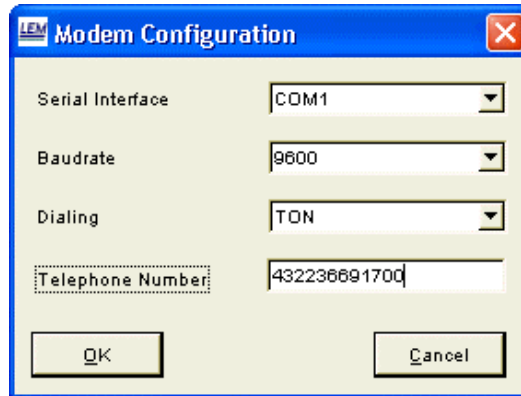 LEM Modem Configuration
Serial Interface COM1
Baudrate 9600
Dialing TON
Telephone Number 432236691700
OK Cancel